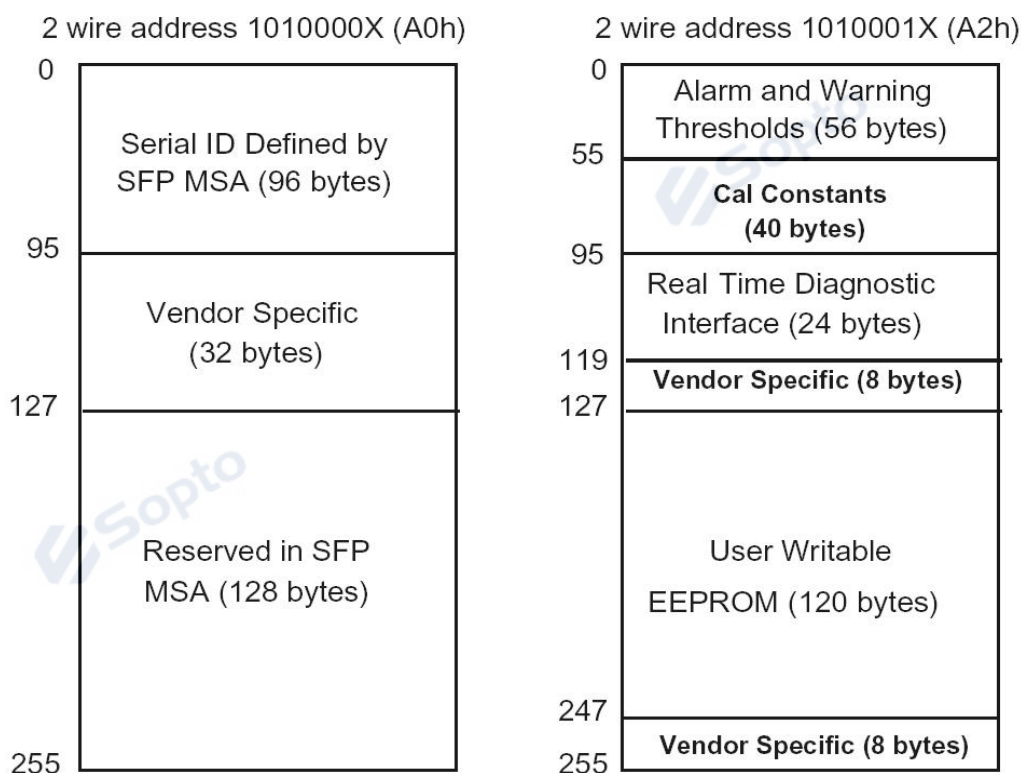 2 wire address 1010000X (A0h)
0
Serial ID Defined by
SFP MSA (96 bytes)
95
Vendor Specific
(32 bytes)
127
Reserved in SFP
MSA (128 bytes)
255
Sopto
2 wire address 1010001X (A2h)
0
Alarm and Warning
Thresholds (56 bytes)
55
Cal Constants
(40 bytes)
95
Real Time Diagnostic
Interface (24 bytes)
119
Vendor Specific (8 bytes)
127
User Writable
EEPROM (120 bytes)
247
Vendor Specific (8 bytes)
255
Sopto